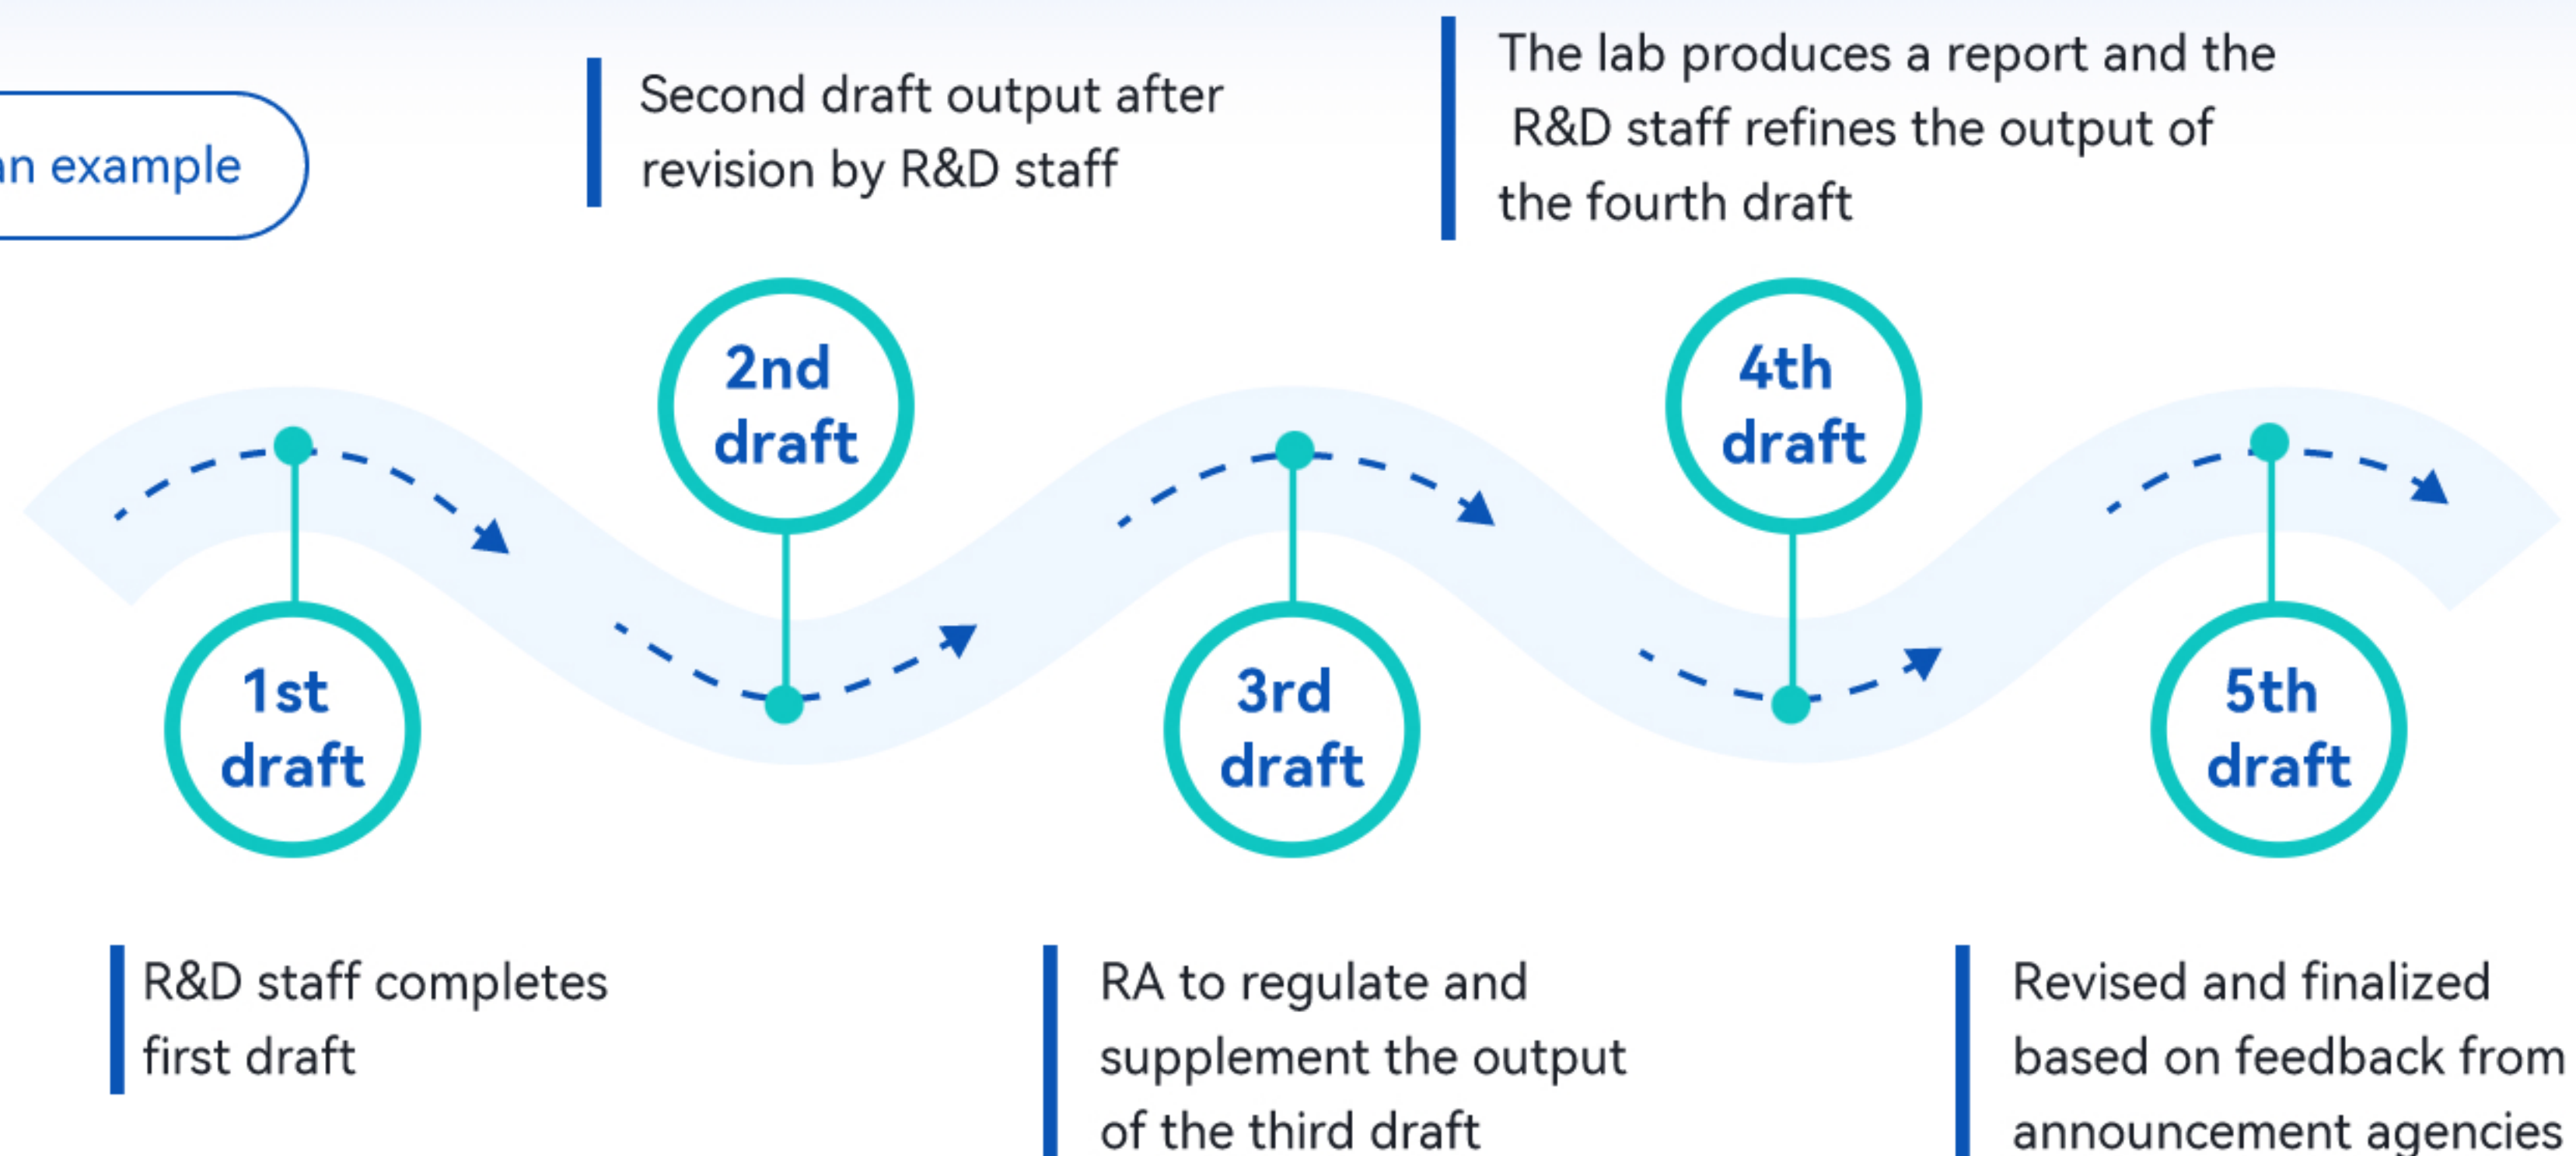 an example
Second draft output after
revision by R&D staff
The lab produces a report and the
R&D staff refines the output of
the fourth draft
1st
draft
2nd
draft
3rd
draft
4th
draft
5th
draft
R&D staff completes
first draft
RA to regulate and
supplement the output
of the third draft
Revised and finalized
based on feedback from
announcement agencies